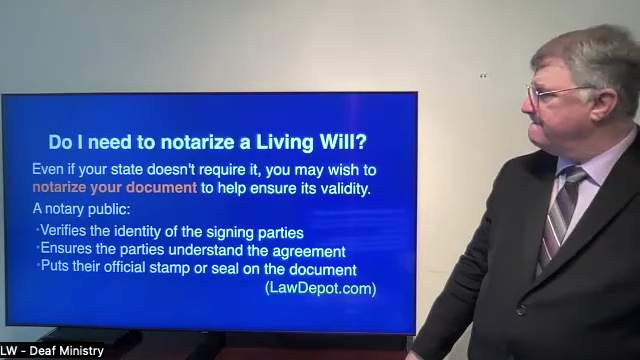 Do I need to notarize a Living Will?
Even if your state doesn't require it, you may wish to
notarize your document to help ensure its validity.
A notary public:
•Verifies the identity of the signing parties
•Ensures the parties understand the agreement
•Puts their official stamp or seal on the document
(LawDepot.com)
LW - Deaf Ministry